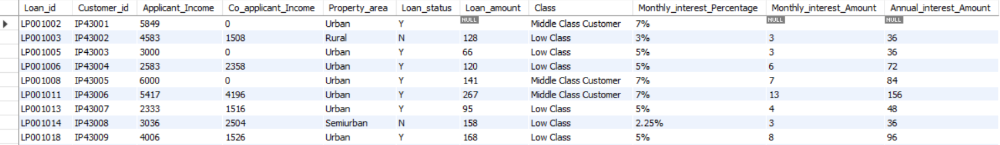 Loan_id Customer_id Applicant_Income Co_applicant_Income Property_area Loan_status Loan_amount Class Monthly_interest_Percentage Monthly_interest_Amount Annual_interest_Amount
LP001002 IP43001 5849 0 Urban Y NULL Middle Class Customer 7% NULL NULL
LP001003 IP43002 4583 1508 Rural N 128 Low Class 3% 3 36
LP001005 IP43003 3000 0 Urban Y 66 Low Class 5% 3 36
LP001006 IP43004 2583 2358 Urban Y 120 Low Class 5% 6 72
LP001008 IP43005 6000 0 Urban Y 141 Middle Class Customer 7% 7 84
LP001011 IP43006 5417 4196 Urban Y 267 Middle Class Customer 7% 13 156
LP001013 IP43007 2333 1516 Urban Y 95 Low Class 5% 4 48
LP001014 IP43008 3036 2504 Semiurban N 158 Low Class 2.25% 3 36
LP001018 IP43009 4006 1526 Urban Y 168 Low Class 5% 8 96